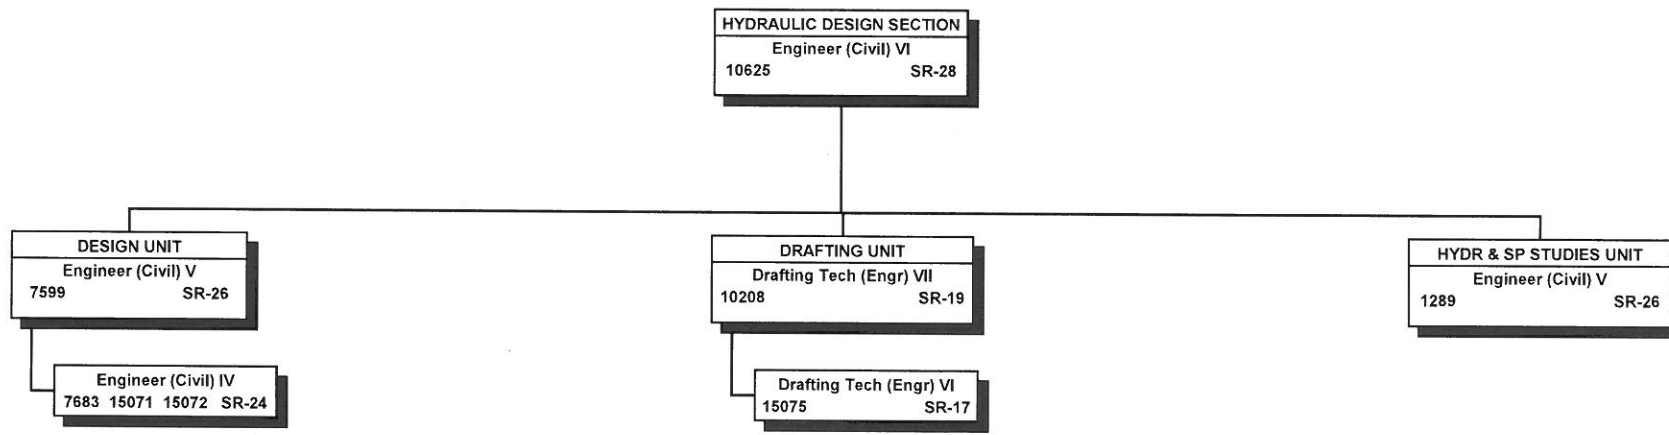 HYDRAULIC DESIGN SECTION
Engineer (Civil) VI
10625 SR-28
DESIGN UNIT
Engineer (Civil) V
7599 SR-26
Engineer (Civil) IV
7683 15071 15072 SR-24
DRAFTING UNIT
Drafting Tech (Engr) VII
10208 SR-19
Drafting Tech (Engr) VI
15075 SR-17
HYDR & SP STUDIES UNIT
Engineer (Civil) V
1289 SR-26